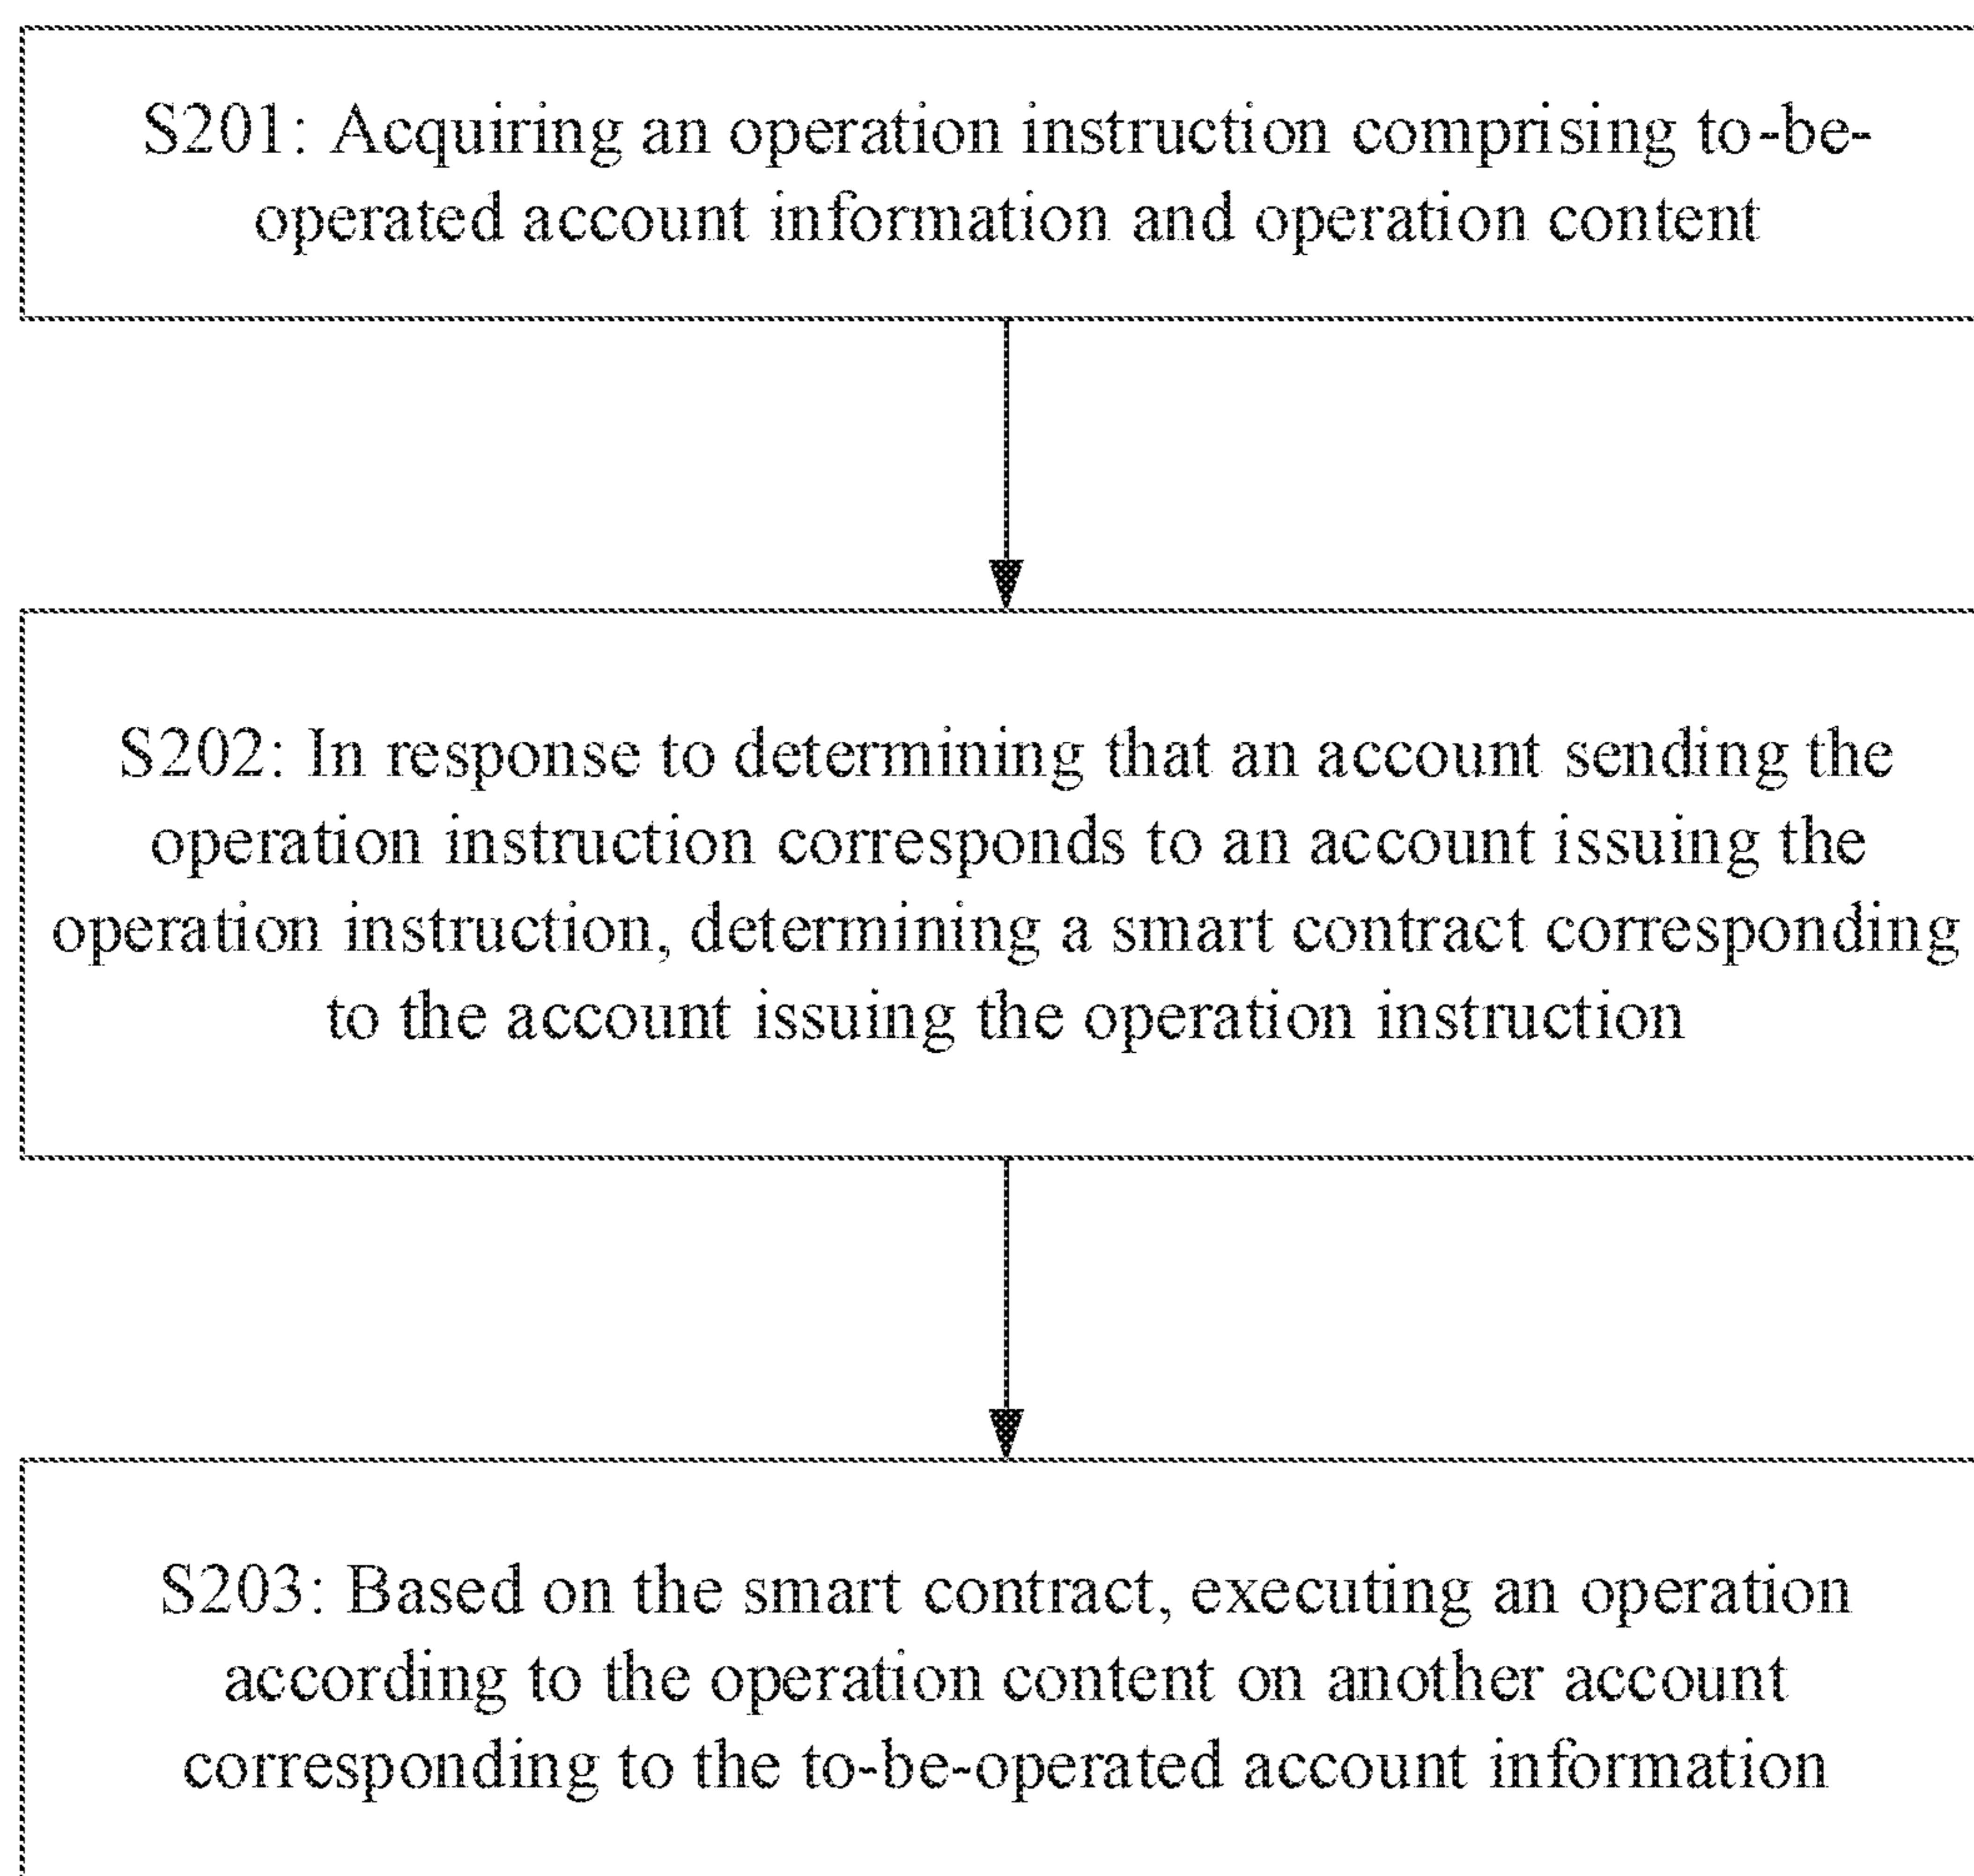 S201: Acquiring an operation instruction comprising to-be-
operated account information and operation content
S202: In response to determining that an account sending the
operation instruction corresponds to an account issuing the
operation instruction, determining a smart contract corresponding
to the account issuing the operation instruction
S203: Based on the smart contract, executing an operation
according to the operation content on another account
corresponding to the to-be-operated account information